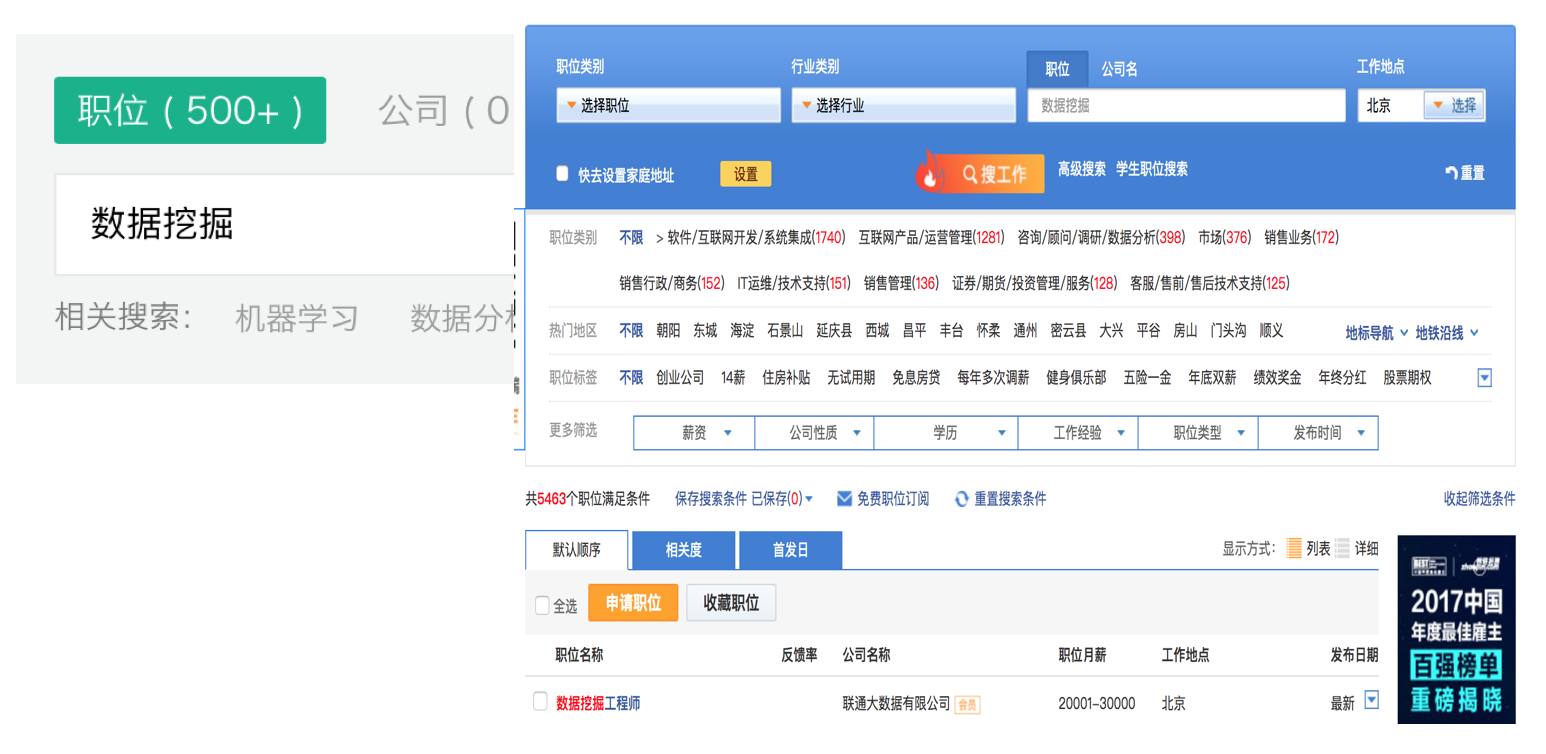 职位 ( 500+ ) 公司 ( 0
数据挖掘
相关搜索: 机器学习 数据分
职位类别 行业类别 职位 公司名 工作地点
选择职位 选择行业 数据挖掘 北京 选择
快去设置家庭地址 设置 搜工作 高级搜索 学生职位搜索 重置
职位类别 不限 > 软件/互联网开发/系统集成(1740) 互联网产品/运营管理(1281) 咨询/顾问/调研/数据分析(398) 市场(376) 销售业务(172)
销售行政/商务(152) IT运维/技术支持(151) 销售管理(136) 证券/期货/投资管理/服务(128) 客服/售前/售后技术支持(125)
热门地区 不限 朝阳 东城 海淀 石景山 延庆县 西城 昌平 丰台 怀柔 通州 密云县 大兴 平谷 房山 门头沟 顺义 地标导航 地铁沿线
职位标签 不限 创业公司 14薪 住房补贴 无试用期 免息房贷 每年多次调薪 健身俱乐部 五险一金 年底双薪 绩效奖金 年终分红 股票期权
更多筛选 薪资 公司性质 学历 工作经验 职位类型 发布时间
共5463个职位满足条件 保存搜索条件 已保存(0) 免费职位订阅 重置搜索条件 收起筛选条件
默认顺序 相关度 首发日 显示方式: 列表 详细
全选 申请职位 收藏职位
职位名称 反馈率 公司名称 职位月薪 工作地点 发布日期
数据挖掘工程师 联通大数据有限公司 会员 20001-30000 北京 最新
2017中国
年度最佳雇主
百强榜单
重磅揭晓